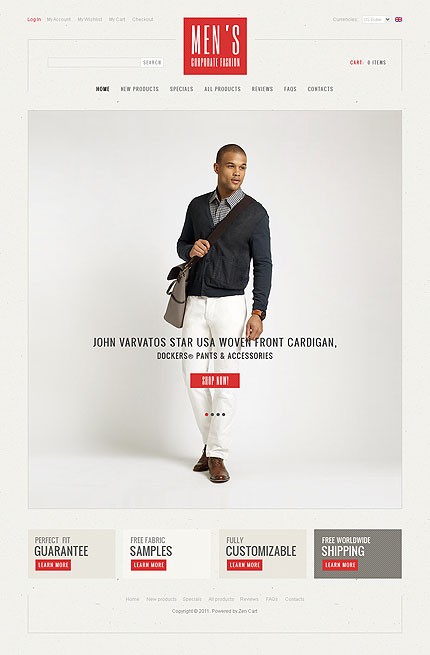 Log In My Account My Wishlist My Cart Checkout
Currencies: US Dollar
MEN'S
CORPORATE FASHION
SEARCH
CART: 0 ITEMS
HOME NEW PRODUCTS SPECIALS ALL PRODUCTS REVIEWS FAQS CONTACTS
JOHN VARVATOS STAR USA WOVEN FRONT CARDIGAN,
DOCKERS® PANTS & ACCESSORIES
SHOP NOW!
PERFECT FIT
GUARANTEE
LEARN MORE
FREE FABRIC
SAMPLES
LEARN MORE
FULLY
CUSTOMIZABLE
LEARN MORE
FREE WORLDWIDE
SHIPPING
LEARN MORE
Home New products Specials All products Reviews FAQs Contacts
Copyright © 2011. Powered by Zen Cart